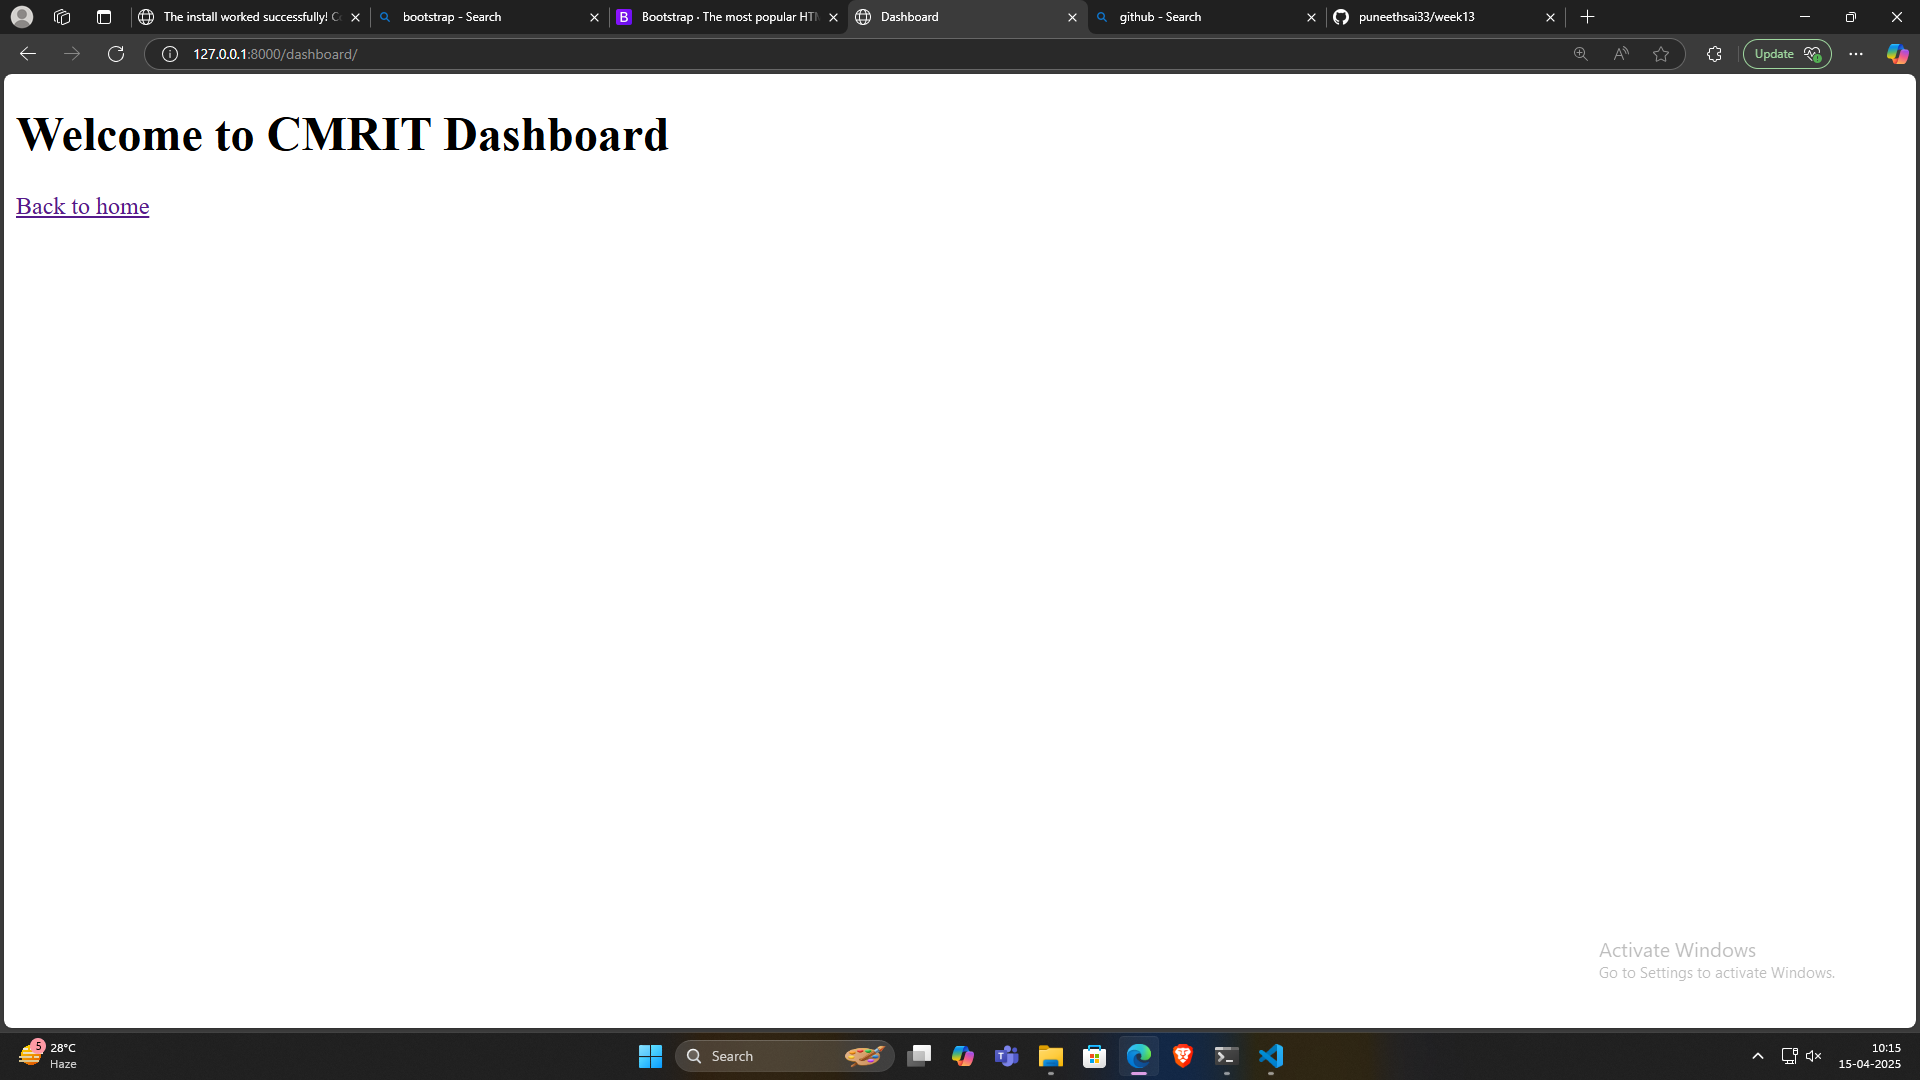 The install worked successfully! C
bootstrap - Search
Bootstrap · The most popular HTM
Dashboard
github - Search
puneethsai33/week13
127.0.0.1:8000/dashboard/
Update
Welcome to CMRIT Dashboard
Back to home
Activate Windows
Go to Settings to activate Windows.
5
28°C
Haze
Search
10:15
15-04-2025